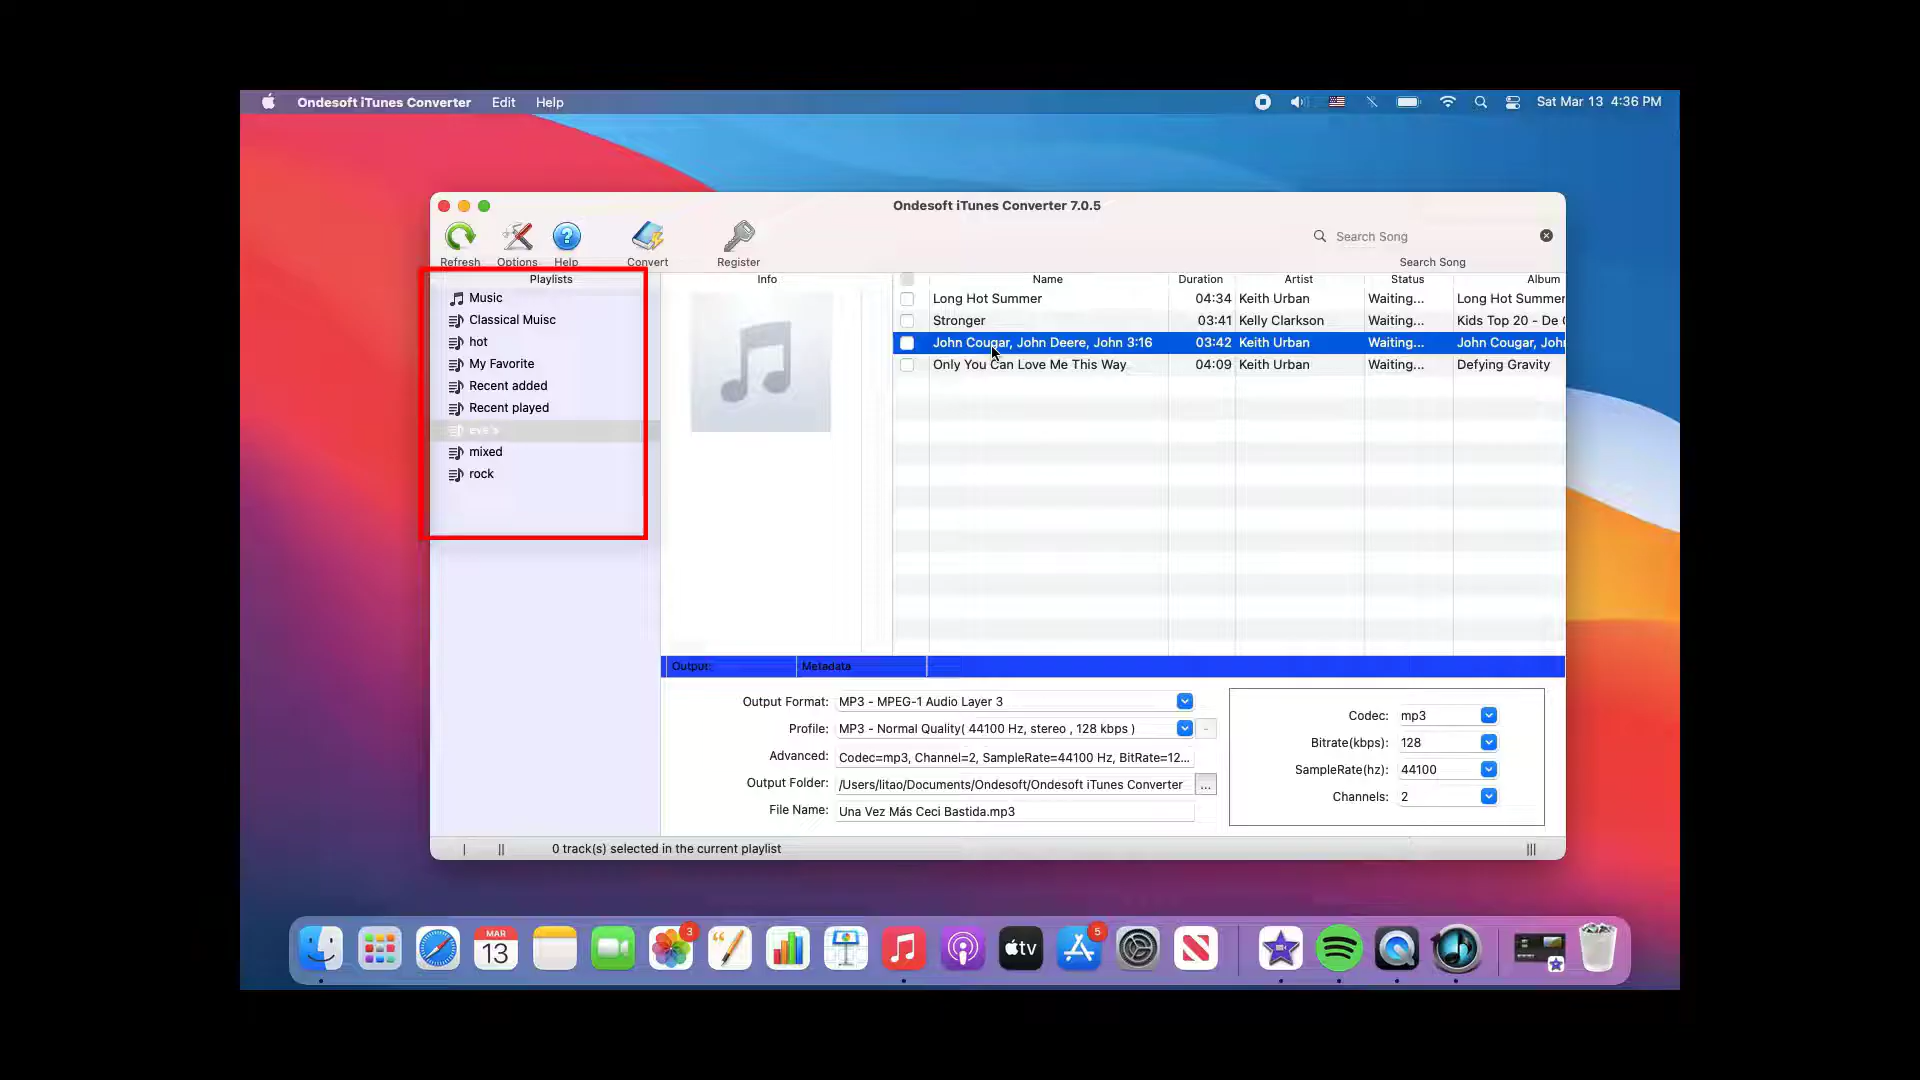 Ondesoft iTunes Converter Edit Help Sat Mar 13 4:36 PM
Ondesoft iTunes Converter 7.0.5
Refresh Options Help Convert Register Search Song
Search Song
Playlists Info Name Duration Artist Status Album
Music
Classical Muisc
hot
My Favorite
Recent added
Recent played
eve's
mixed
rock
Long Hot Summer 04:34 Keith Urban Waiting... Long Hot Summer
Stronger 03:41 Kelly Clarkson Waiting... Kids Top 20 - De
John Cougar, John Deere, John 3:16 03:42 Keith Urban Waiting... John Cougar, Joh
Only You Can Love Me This Way 04:09 Keith Urban Waiting... Defying Gravity
Output: Metadata
Output Format: MP3 - MPEG-1 Audio Layer 3
Profile: MP3 - Normal Quality( 44100 Hz, stereo , 128 kbps )
Advanced: Codec=mp3, Channel=2, SampleRate=44100 Hz, BitRate=12...
Output Folder: /Users/litao/Documents/Ondesoft/Ondesoft iTunes Converter ...
File Name: Una Vez Más Ceci Bastida.mp3
Codec: mp3
Bitrate(kbps): 128
SampleRate(hz): 44100
Channels: 2
0 track(s) selected in the current playlist
MAR
13
3
tv
5